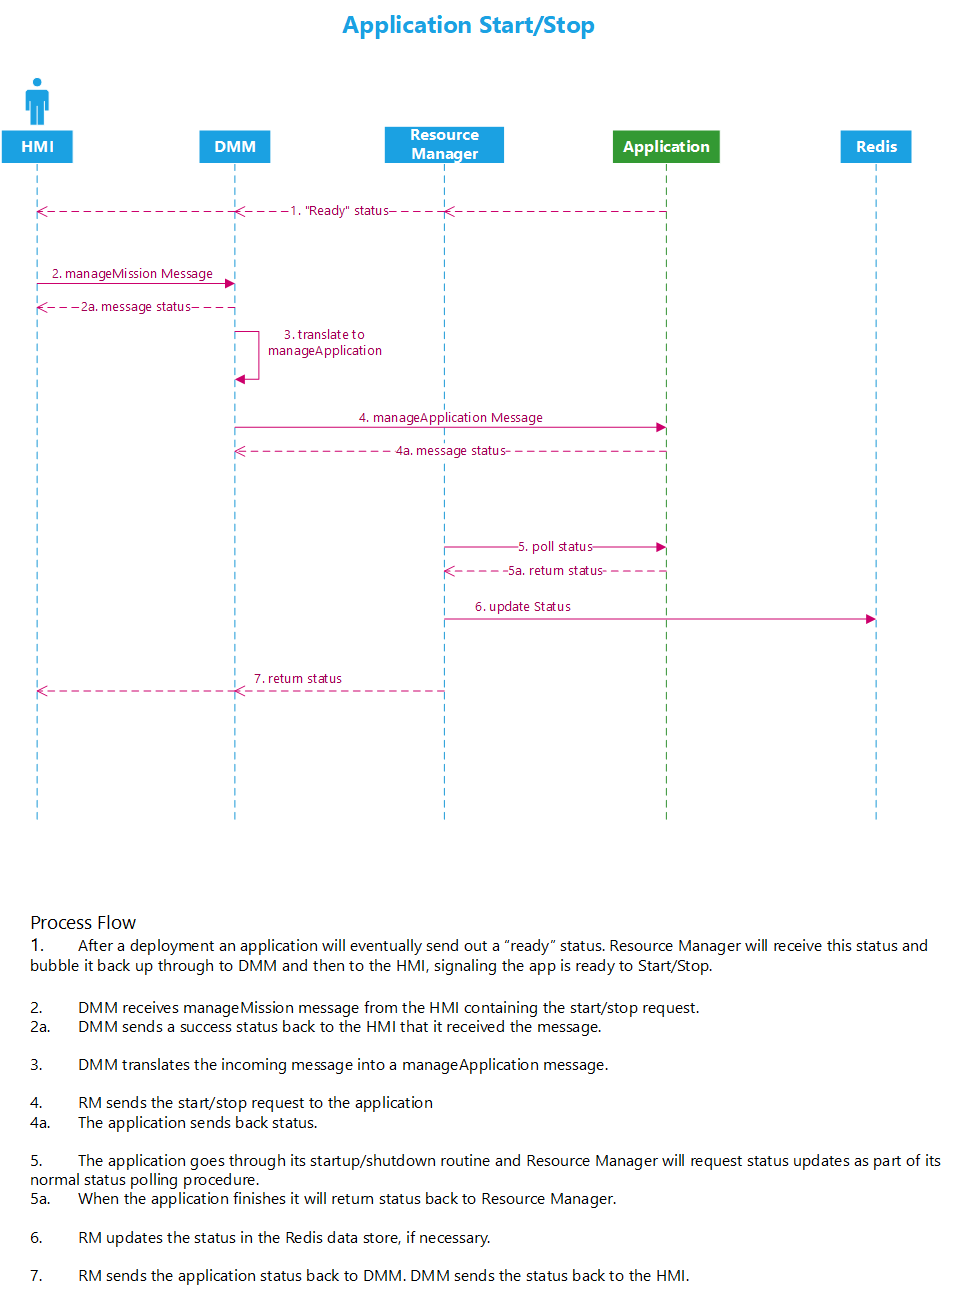 Application Start/Stop
HMI
DMM
Resource
Manager
Application
Redis
1. "Ready" status
2. manageMission Message
2a. message status
3. translate to
manageApplication
4. manageApplication Message
4a. message status
5. poll status
5a. return status
6. update Status
7. return status
Process Flow
1. After a deployment an application will eventually send out a “ready” status. Resource Manager will receive this status and
bubble it back up through to DMM and then to the HMI, signaling the app is ready to Start/Stop.
2. DMM receives manageMission message from the HMI containing the start/stop request.
2a. DMM sends a success status back to the HMI that it received the message.
3. DMM translates the incoming message into a manageApplication message.
4. RM sends the start/stop request to the application
4a. The application sends back status.
5. The application goes through its startup/shutdown routine and Resource Manager will request status updates as part of its
normal status polling procedure.
5a. When the application finishes it will return status back to Resource Manager.
6. RM updates the status in the Redis data store, if necessary.
7. RM sends the application status back to DMM. DMM sends the status back to the HMI.